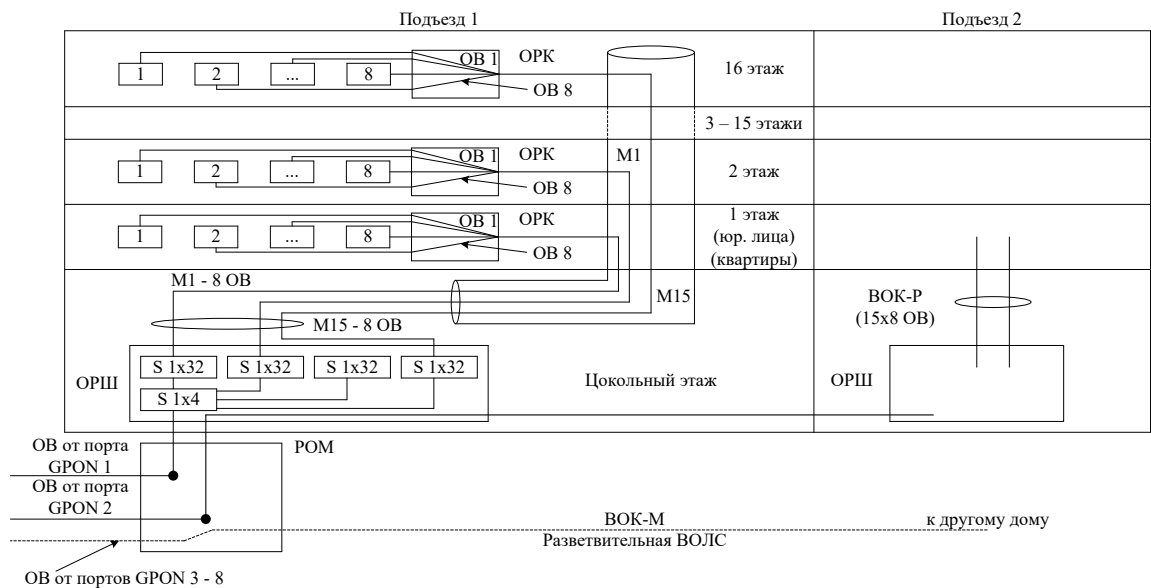 Подъезд 1
Подъезд 2
ОВ 1
ОРК
1
2
...
8
16 этаж
ОВ 8
3 – 15 этажи
ОВ 1
ОРК
М1
1
2
...
8
2 этаж
ОВ 8
ОВ 1
ОРК
1 этаж
1
2
...
8
(юр. лица)
ОВ 8
(квартиры)
М1 - 8 ОВ
М15
ВОК-Р
(15x8 ОВ)
М15 - 8 ОВ
S 1x32
S 1x32
S 1x32
S 1x32
ОРШ
Цокольный этаж
ОРШ
S 1x4
ОВ от порта
GPON 1
РОМ
ОВ от порта
GPON 2
ВОК-М
к другому дому
Разветвительная ВОЛС
ОВ от портов GPON 3 - 8